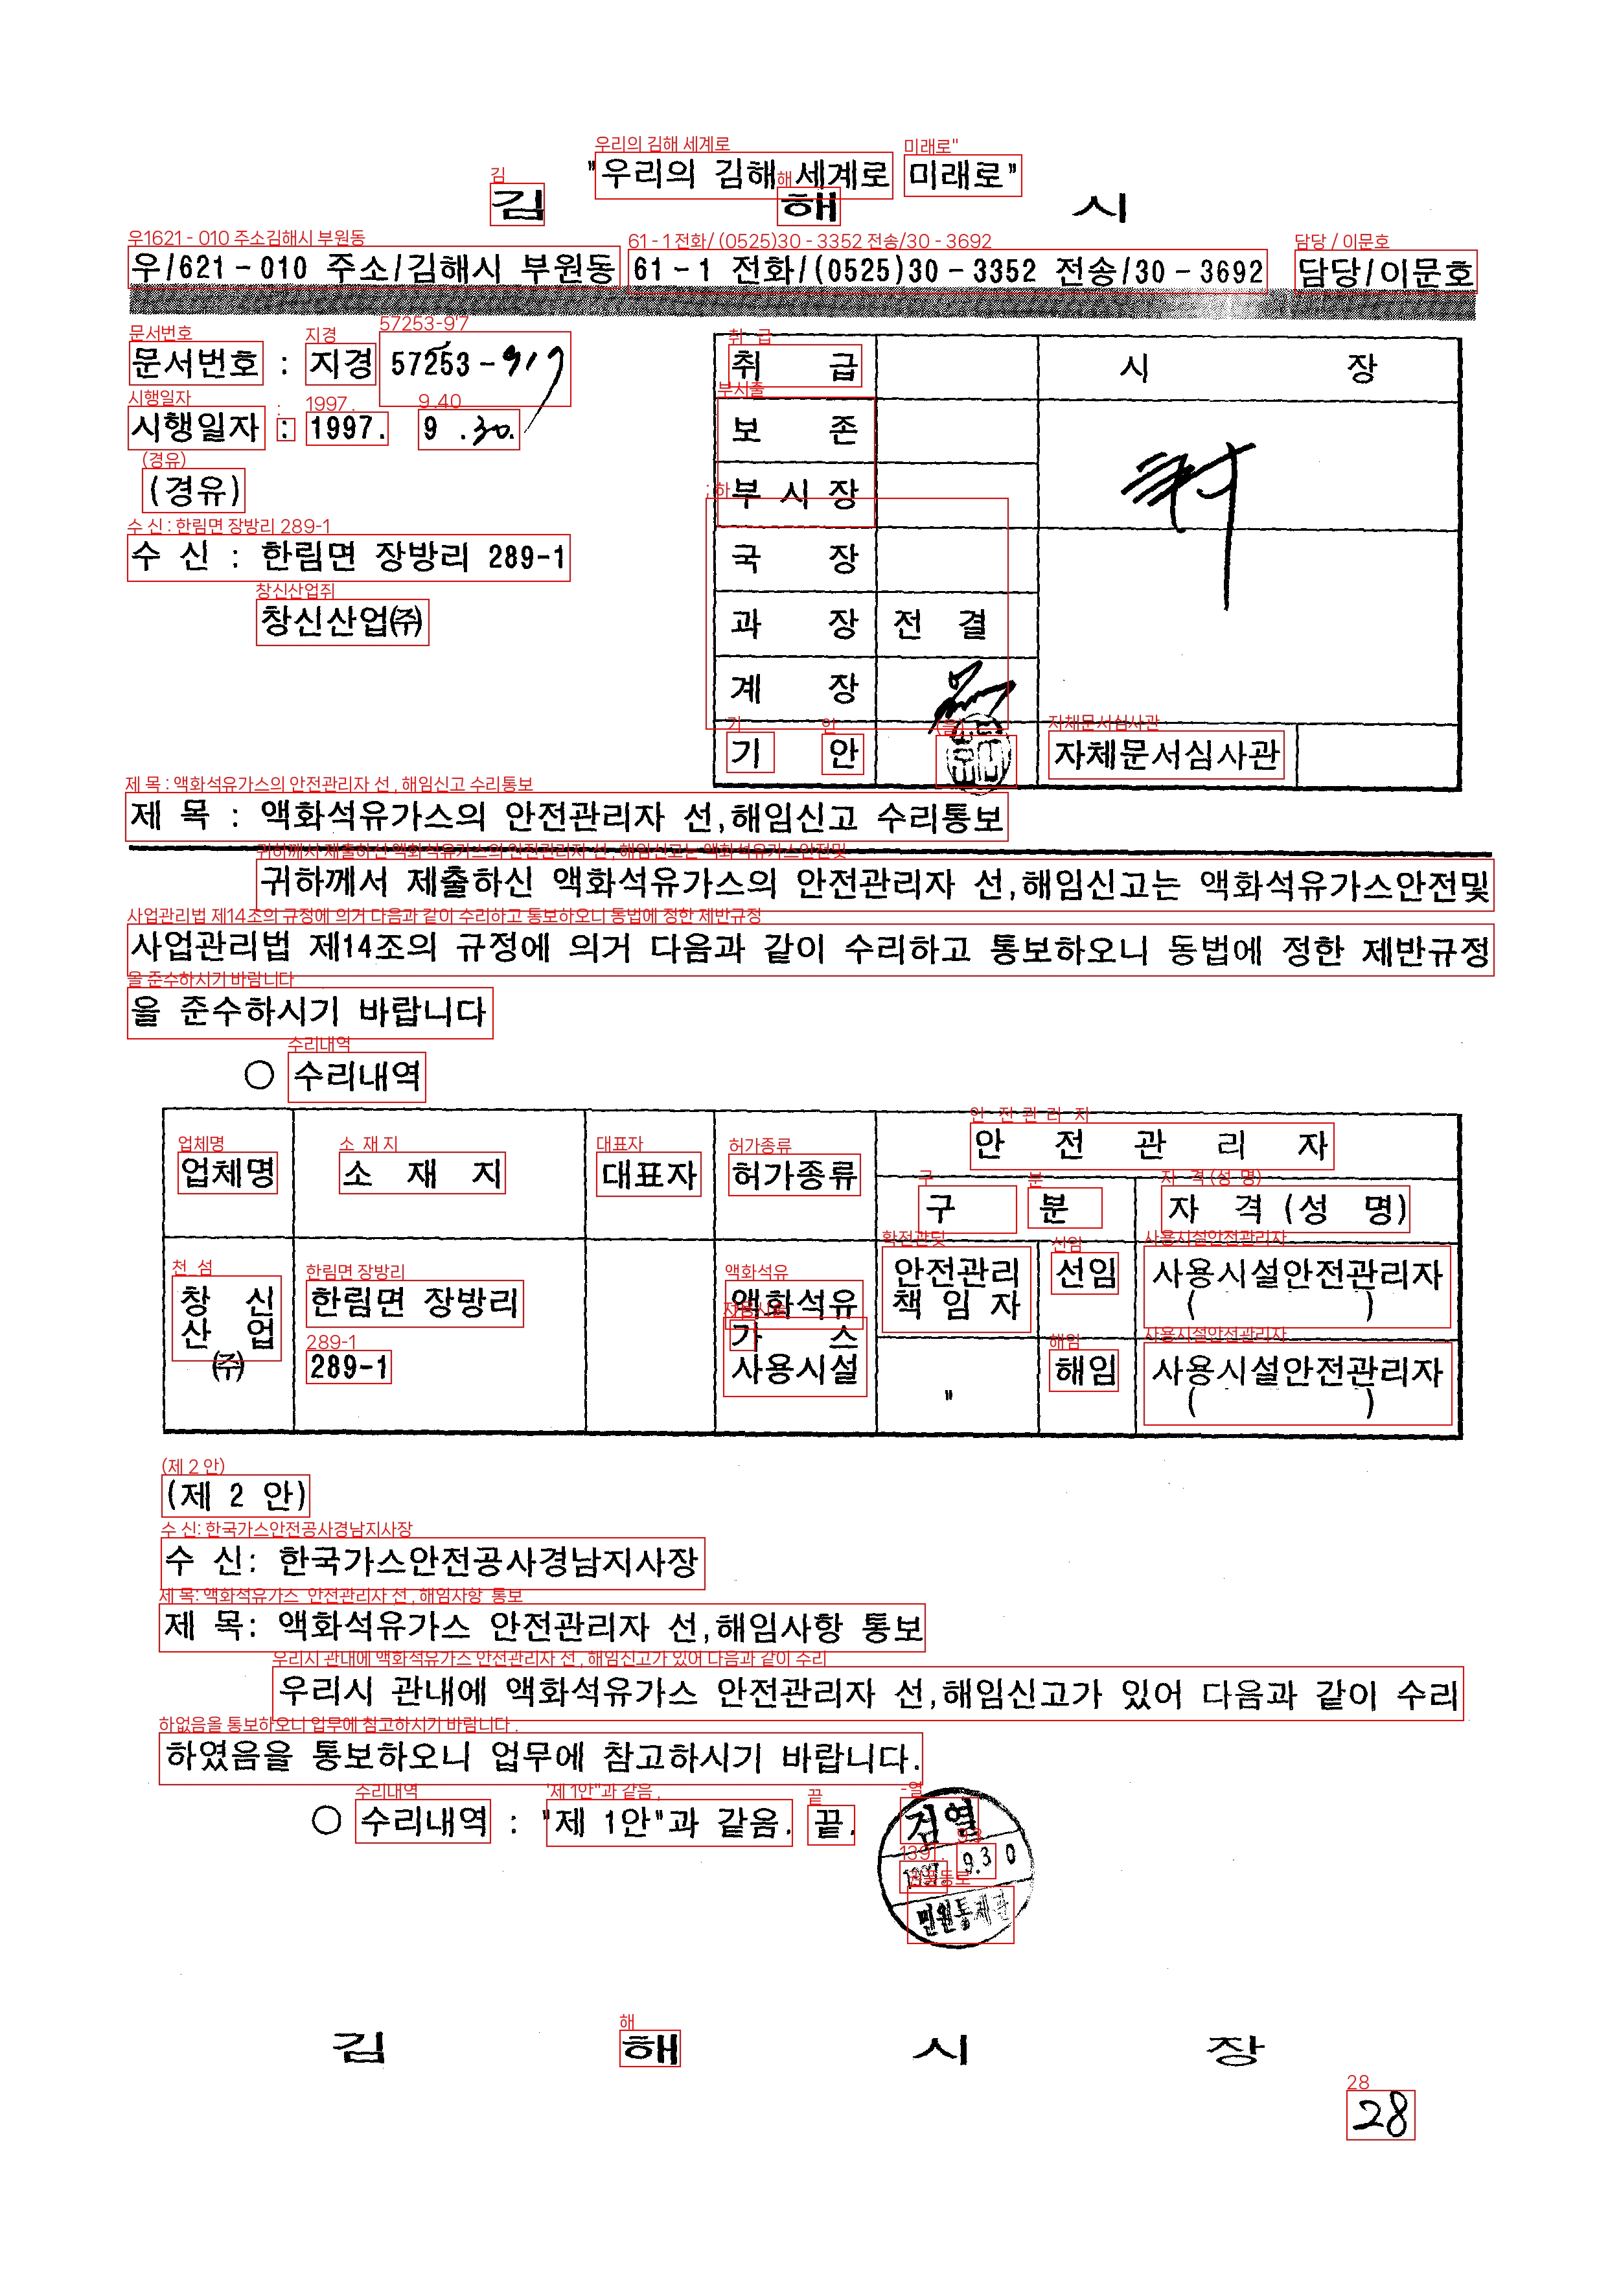 "우리의 김해 세계로 미래로"
김 해 시
우/621-010 주소/김해시 부원동 61-1 전화/(0525)30-3352 전송/30-3692 담당/이문호
문서번호 : 지경 57253-
시행일자 : 1997. 9 .30.
(경유)
수 신 : 한림면 장방리 289-1
창신산업㈜
취 급 시 장
보 존
부 시 장
국 장
과 장 전 결
계 장
기 안 자체문서심사관
제 목 : 액화석유가스의 안전관리자 선,해임신고 수리통보
귀하께서 제출하신 액화석유가스의 안전관리자 선,해임신고는 액화석유가스안전및
사업관리법 제14조의 규정에 의거 다음과 같이 수리하고 통보하오니 동법에 정한 제반규정
을 준수하시기 바랍니다
○ 수리내역
업체명 소 재 지 대표자 허가종류 안 전 관 리 자
구 분 자 격 (성 명)
창 신 한림면 장방리 액화석유 안전관리 선임 사용시설안전관리자
산 업 가 스 책 임 자 ( )
㈜ 289-1 사용시설 " 해임 사용시설안전관리자
( )
(제 2 안)
수 신: 한국가스안전공사경남지사장
제 목: 액화석유가스 안전관리자 선,해임사항 통보
우리시 관내에 액화석유가스 안전관리자 선,해임신고가 있어 다음과 같이 수리
하였음을 통보하오니 업무에 참고하시기 바랍니다.
○ 수리내역 : "제 1안"과 같음. 끝.
검열
1997. 9.30
민원통제관
김 해 시 장
28